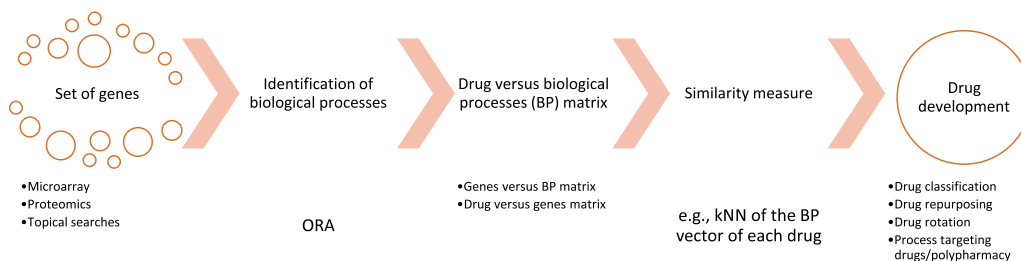 Set of genes
Identification of
biological processes
Drug versus biological
processes (BP) matrix
Similarity measure
Drug
development
•Microarray
•Proteomics
•Topical searches
ORA
•Genes versus BP matrix
•Drug versus genes matrix
e.g., kNN of the BP
vector of each drug
•Drug classification
•Drug repurposing
•Drug rotation
•Process targeting
drugs/polypharmacy